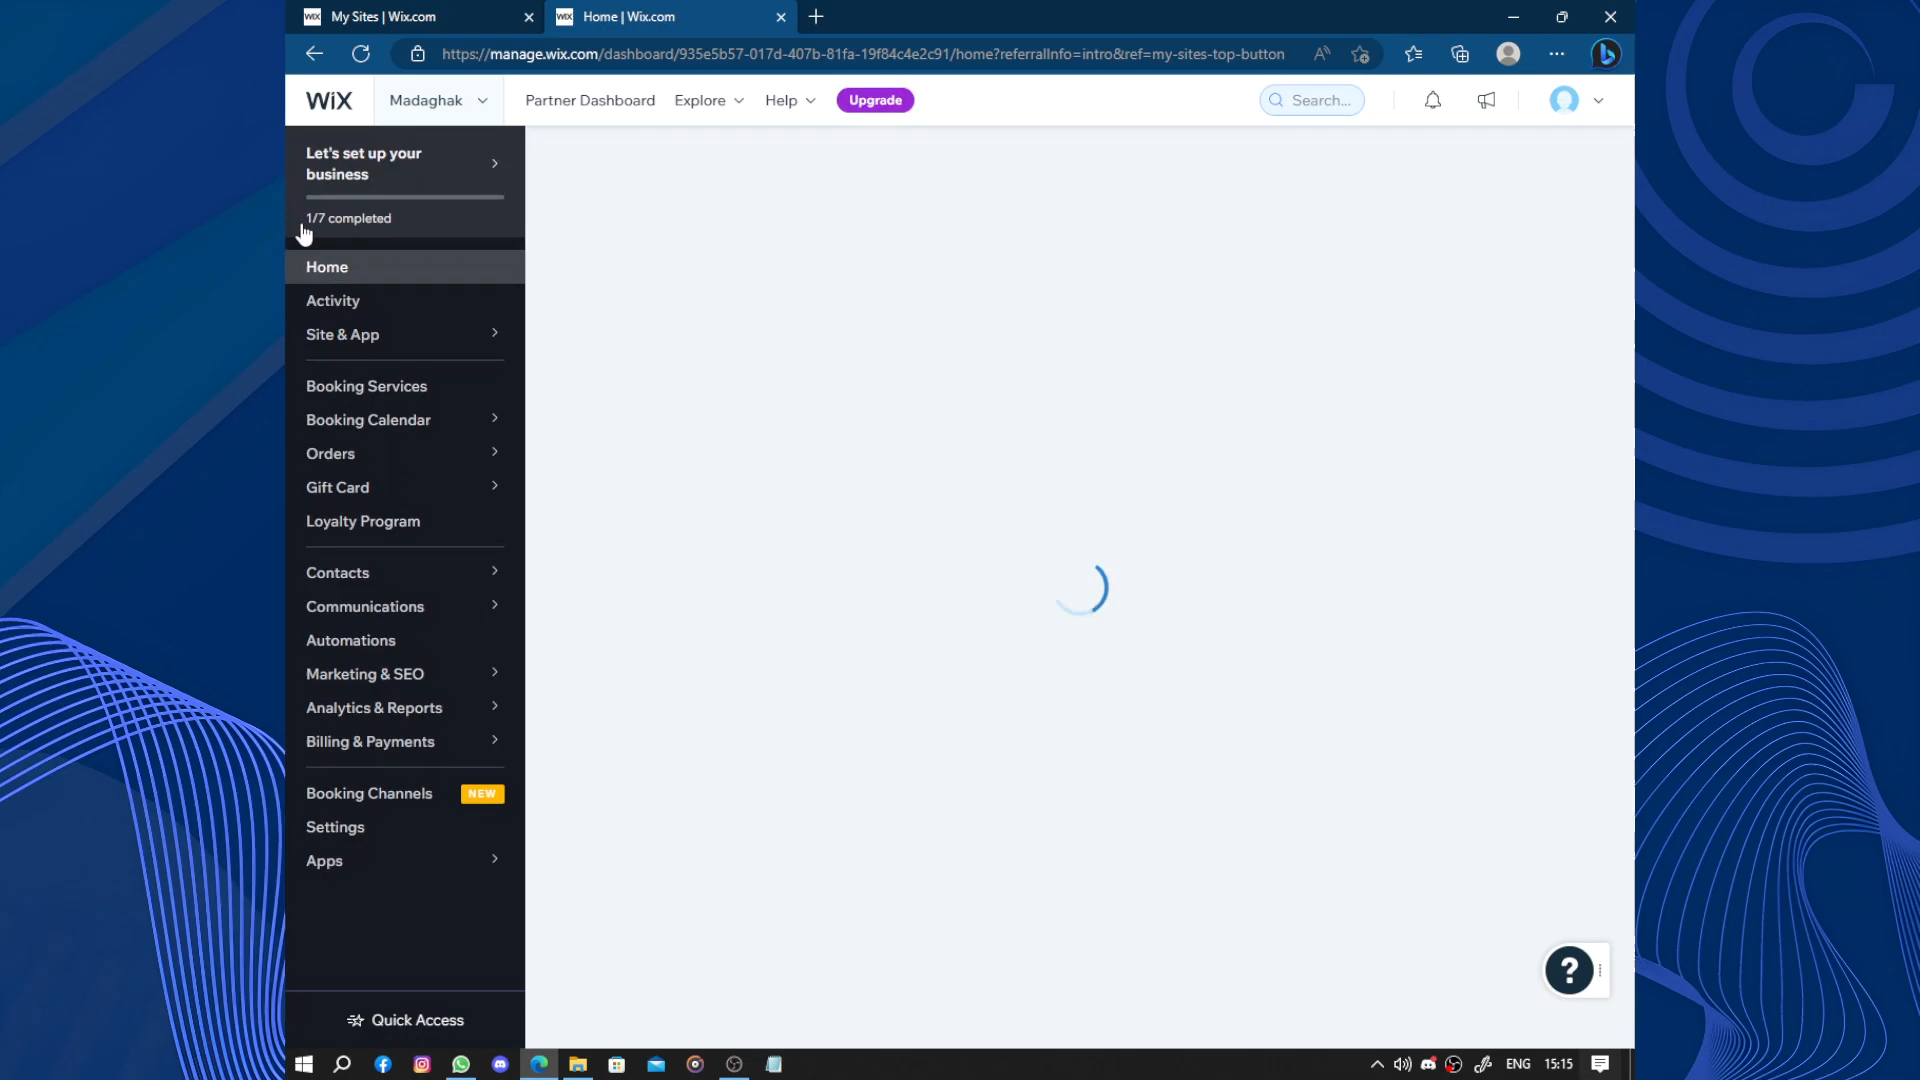 WiX My Sites | Wix.com
WiX Home | Wix.com
https://manage.wix.com/dashboard/935e5b57-017d-407b-81fa-19f84c4e2c91/home?referralInfo=intro&ref=my-sites-top-button
WiX
Madaghak
Partner Dashboard
Explore
Help
Upgrade
Search...
Let's set up your
business
1/7 completed
Home
Activity
Site & App
Booking Services
Booking Calendar
Orders
Gift Card
Loyalty Program
Contacts
Communications
Automations
Marketing & SEO
Analytics & Reports
Billing & Payments
Booking Channels NEW
Settings
Apps
Quick Access
?
ENG 15:15